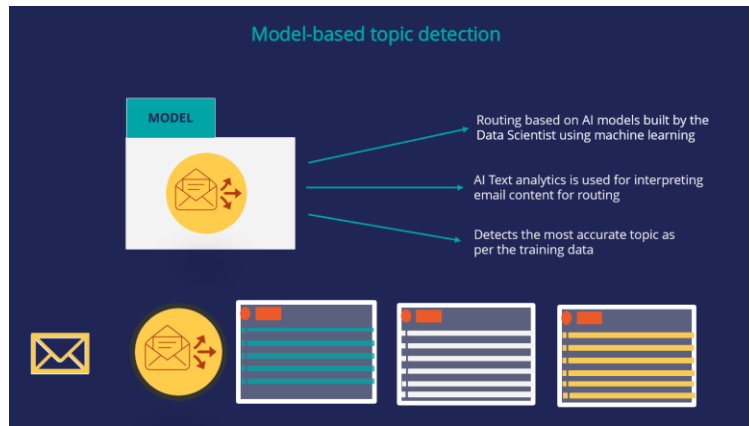 Model-based topic detection
MODEL
Routing based on AI models built by the
Data Scientist using machine learning
AI Text analytics is used for interpreting
email content for routing
Detects the most accurate topic as
per the training data